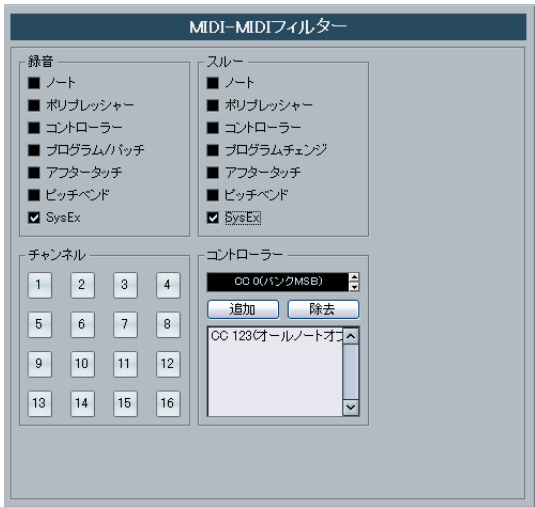 MIDI-MIDIフィルター
録音
ノート
ポリプレッシャー
コントローラー
プログラム/パッチ
アフタータッチ
ピッチベンド
SysEx
スルー
ノート
ポリプレッシャー
コントローラー
プログラムチェンジ
アフタータッチ
ピッチベンド
SysEx
チャンネル
1 2 3 4
5 6 7 8
9 10 11 12
13 14 15 16
コントローラー
CC 0(バンクMSB)
追加 除去
CC 123(オールノートオフ